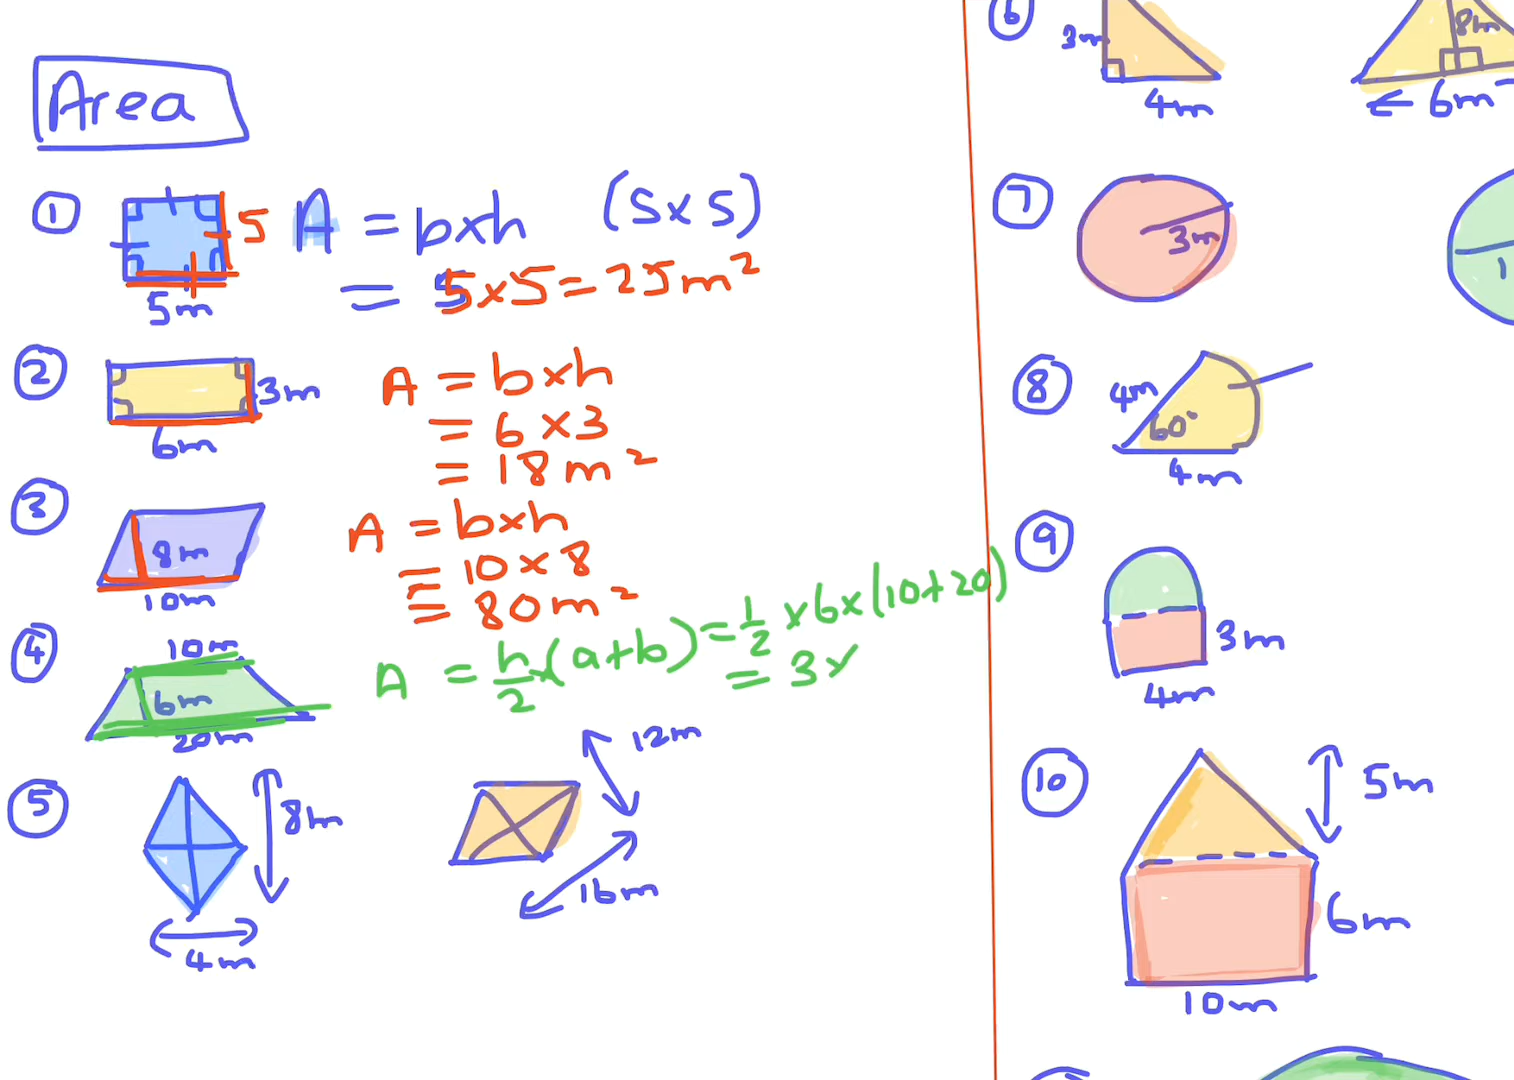 Area
① 5 5m A = b×h (5×5)
= 5×5 = 25m²
② 3m 6m A = b×h
= 6×3
= 18m²
③ 8m 10m A = b×h
= 10×8
= 80m²
④ 10m 6m 20m A = h/2×(a+b) = 1/2 ×6×(10+20)
= 3×
⑤ 8m 4m 12m 16m
⑥ 3m 4m 8m 6m
⑦ 3m 1
⑧ 4m 60° 4m
⑨ 3m 4m
⑩ 5m 6m 10m